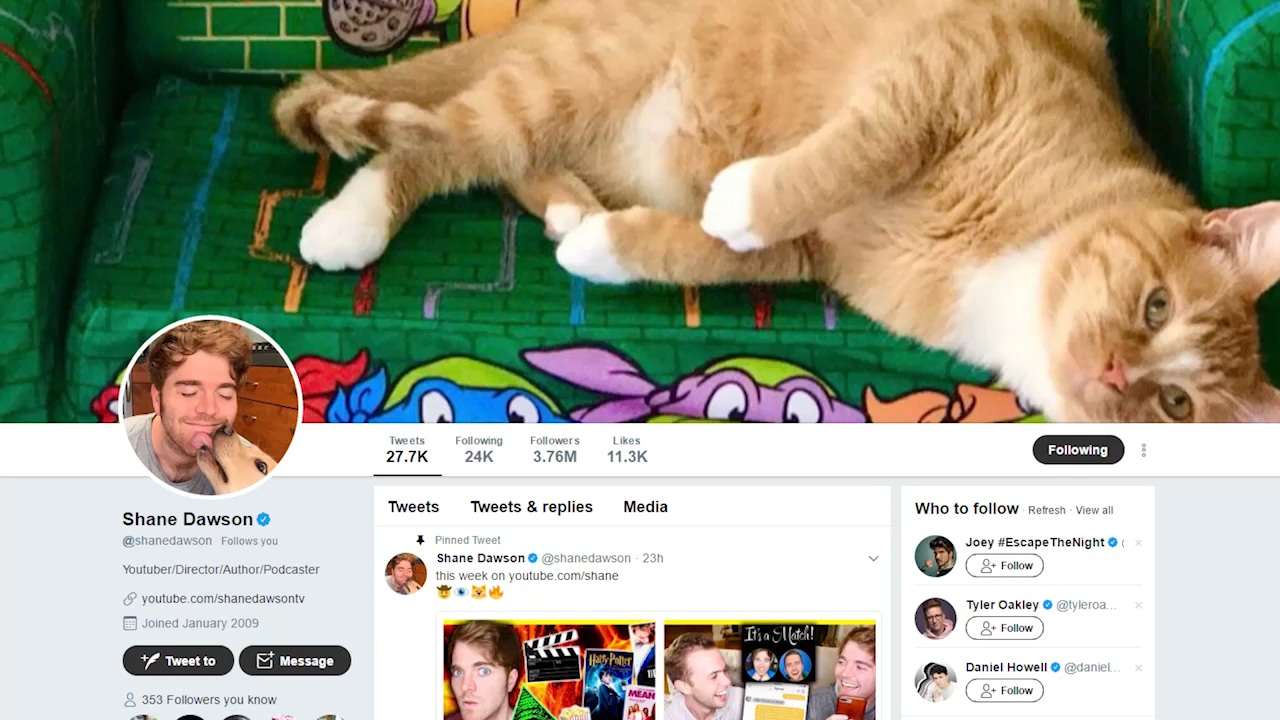 Tweets
27.7K
Following
24K
Followers
3.76M
Likes
11.3K
Following
Shane Dawson
@shanedawson Follows you
Youtuber/Director/Author/Podcaster
youtube.com/shanedawsontv
Joined January 2009
Tweet to
Message
353 Followers you know
Tweets
Tweets & replies
Media
Pinned Tweet
Shane Dawson @shanedawson · 23h
this week on youtube.com/shane
🤠👁😺🔥
Harry Potter
MEAN
It's a Match!
Who to follow · Refresh · View all
Joey #EscapeTheNight
Follow
Tyler Oakley @tyleroa...
Follow
Daniel Howell @daniel...
Follow